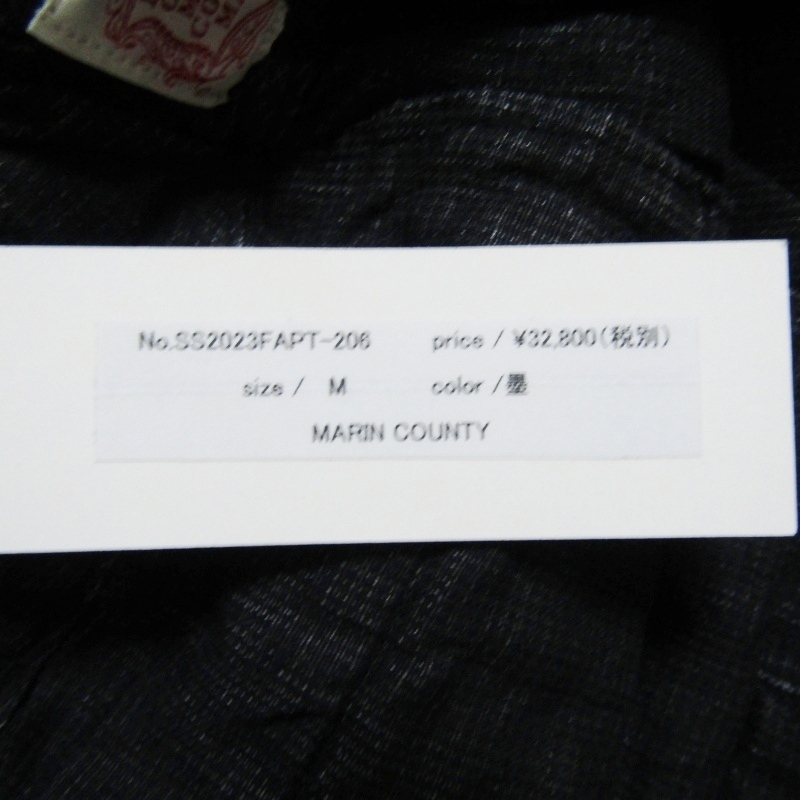 No.SS2023FAPT-206 price / ¥32,800(税別)
size / M color /墨
MARIN COUNTY